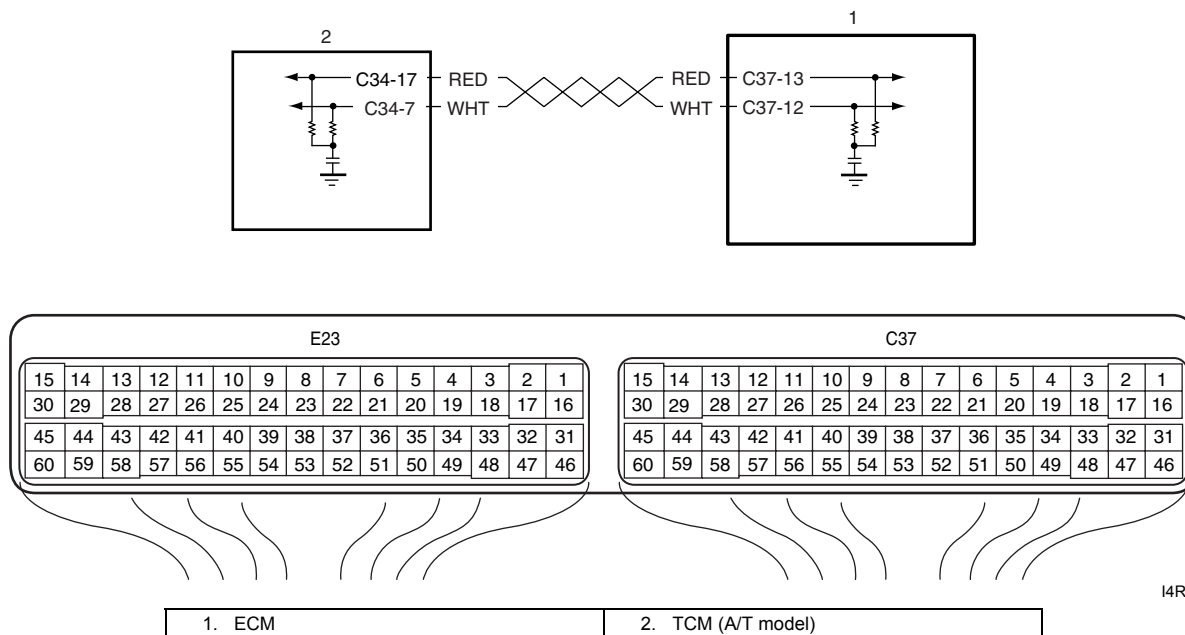 2
1
C34-17 RED RED C37-13
C34-7 WHT WHT C37-12
E23
C37
15 14 13 12 11 10 9 8 7 6 5 4 3 2 1
30 29 28 27 26 25 24 23 22 21 20 19 18 17 16
45 44 43 42 41 40 39 38 37 36 35 34 33 32 31
60 59 58 57 56 55 54 53 52 51 50 49 48 47 46
15 14 13 12 11 10 9 8 7 6 5 4 3 2 1
30 29 28 27 26 25 24 23 22 21 20 19 18 17 16
45 44 43 42 41 40 39 38 37 36 35 34 33 32 31
60 59 58 57 56 55 54 53 52 51 50 49 48 47 46
I4R
1. ECM
2. TCM (A/T model)